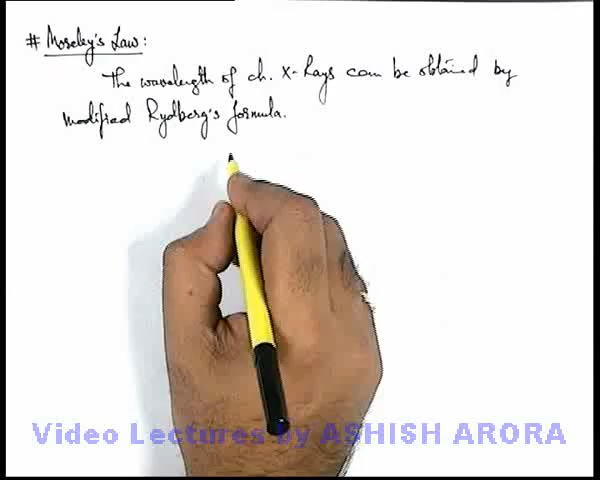 # Moseley's Law:
The wavelength of ch. X-Rays can be obtained by
modified Rydberg's formula.
Video Lectures by ASHISH ARORA